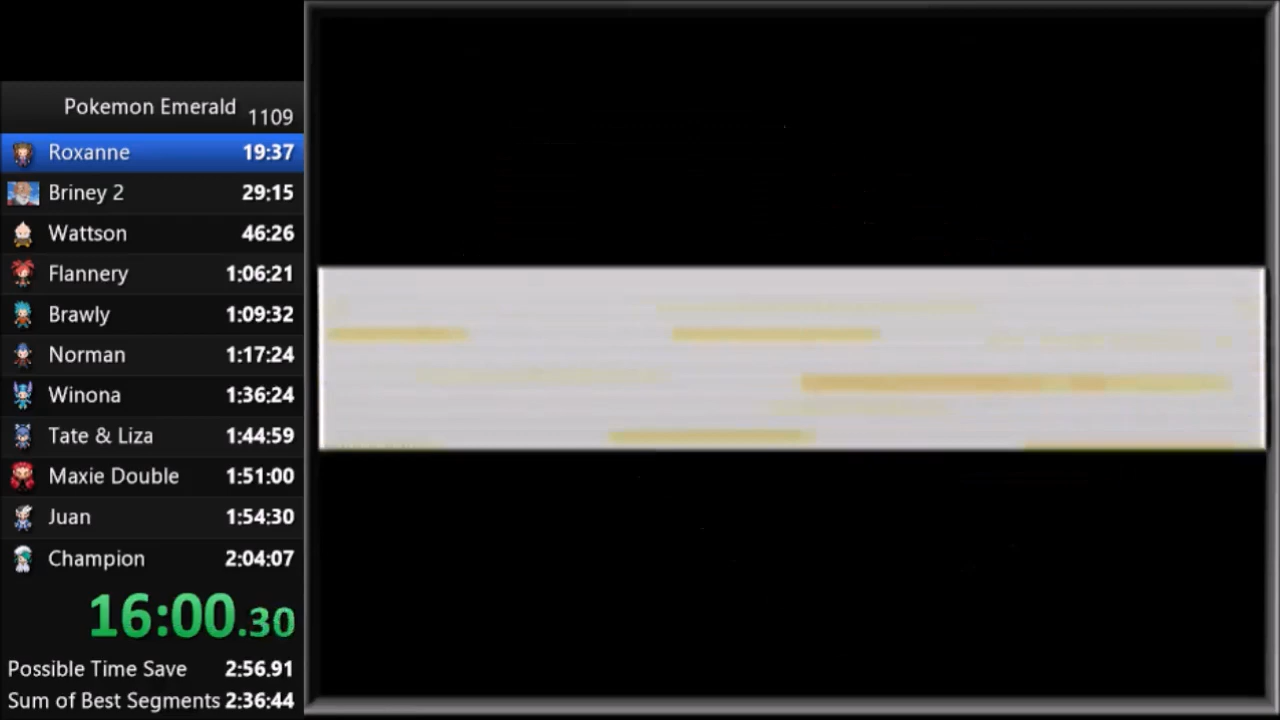 Pokemon Emerald 1109
Roxanne 19:37
Briney 2 29:15
Wattson 46:26
Flannery 1:06:21
Brawly 1:09:32
Norman 1:17:24
Winona 1:36:24
Tate & Liza 1:44:59
Maxie Double 1:51:00
Juan 1:54:30
Champion 2:04:07
16:00.30
Possible Time Save 2:56.91
Sum of Best Segments 2:36:44